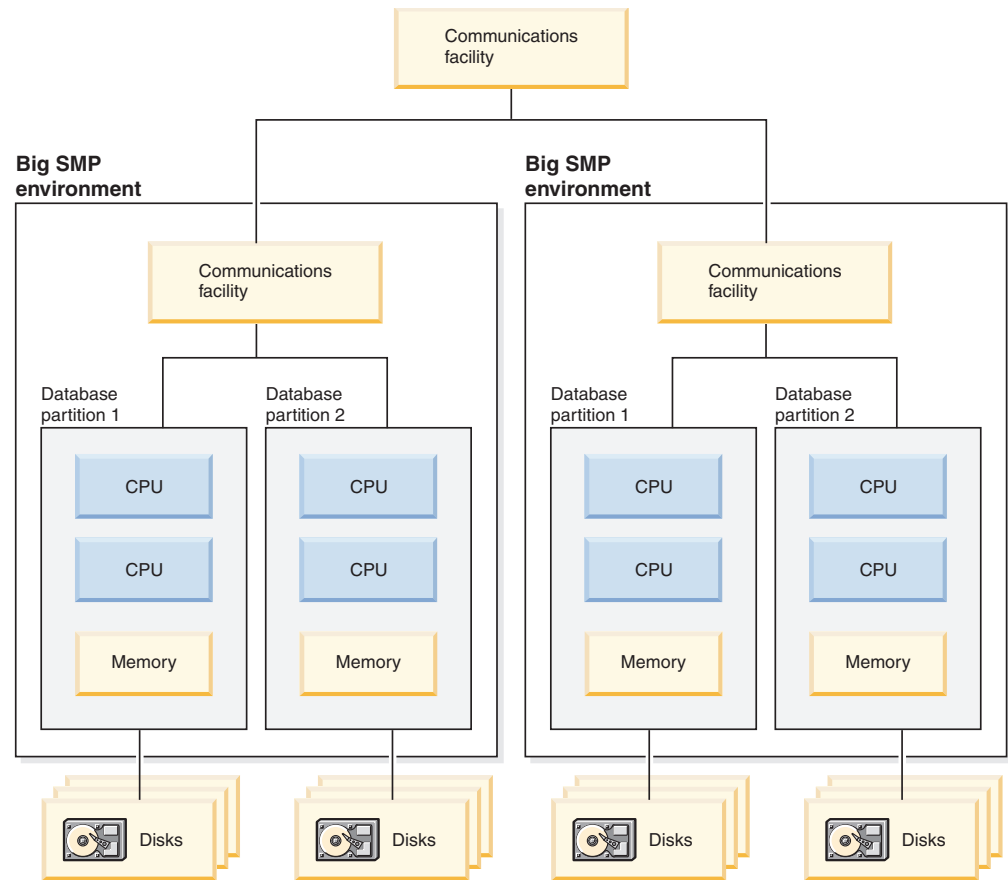 Communications
facility
Big SMP
environment
Communications
facility
Database
partition 1
CPU
CPU
Memory
Disks
Database
partition 2
CPU
CPU
Memory
Disks
Big SMP
environment
Communications
facility
Database
partition 1
CPU
CPU
Memory
Disks
Database
partition 2
CPU
CPU
Memory
Disks